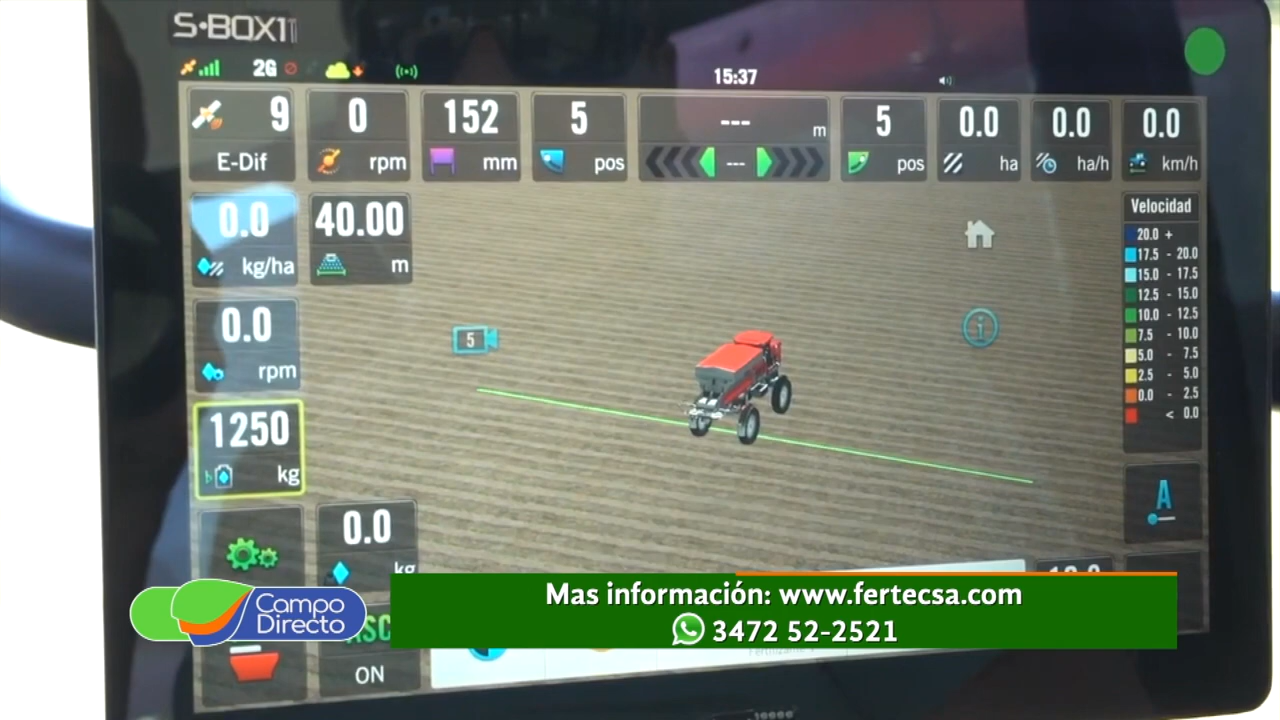 S-BOX11
2G
15:37
9
E-Dif
0
rpm
152
mm
5
pos
---
m
---
5
pos
0.0
ha
0.0
ha/h
0.0
km/h
0.0
kg/ha
40.00
m
Velocidad
20.0 +
17.5 - 20.0
15.0 - 17.5
12.5 - 15.0
10.0 - 12.5
7.5 - 10.0
5.0 - 7.5
2.5 - 5.0
0.0 - 2.5
< 0.0
0.0
rpm
5
i
1250
kg
A
0.0
kg
ON
Campo
Directo
Mas información: www.fertecsa.com
3472 52-2521